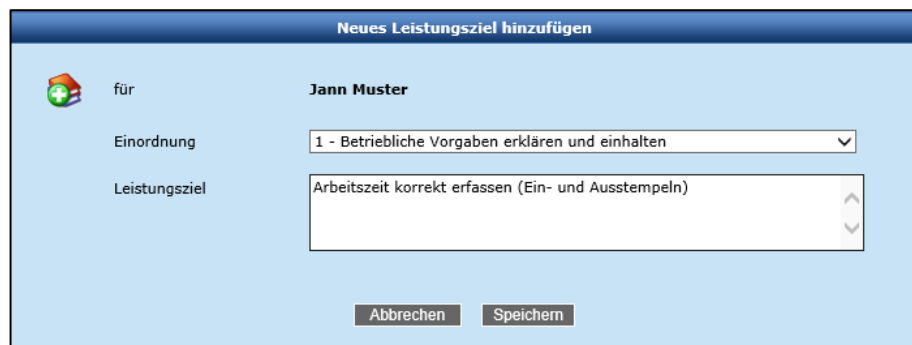 Neues Leistungsziel hinzufügen
für Jann Muster
Einordnung 1 - Betriebliche Vorgaben erklären und einhalten
Leistungsziel Arbeitszeit korrekt erfassen (Ein- und Ausstempeln)
Abbrechen Speichern